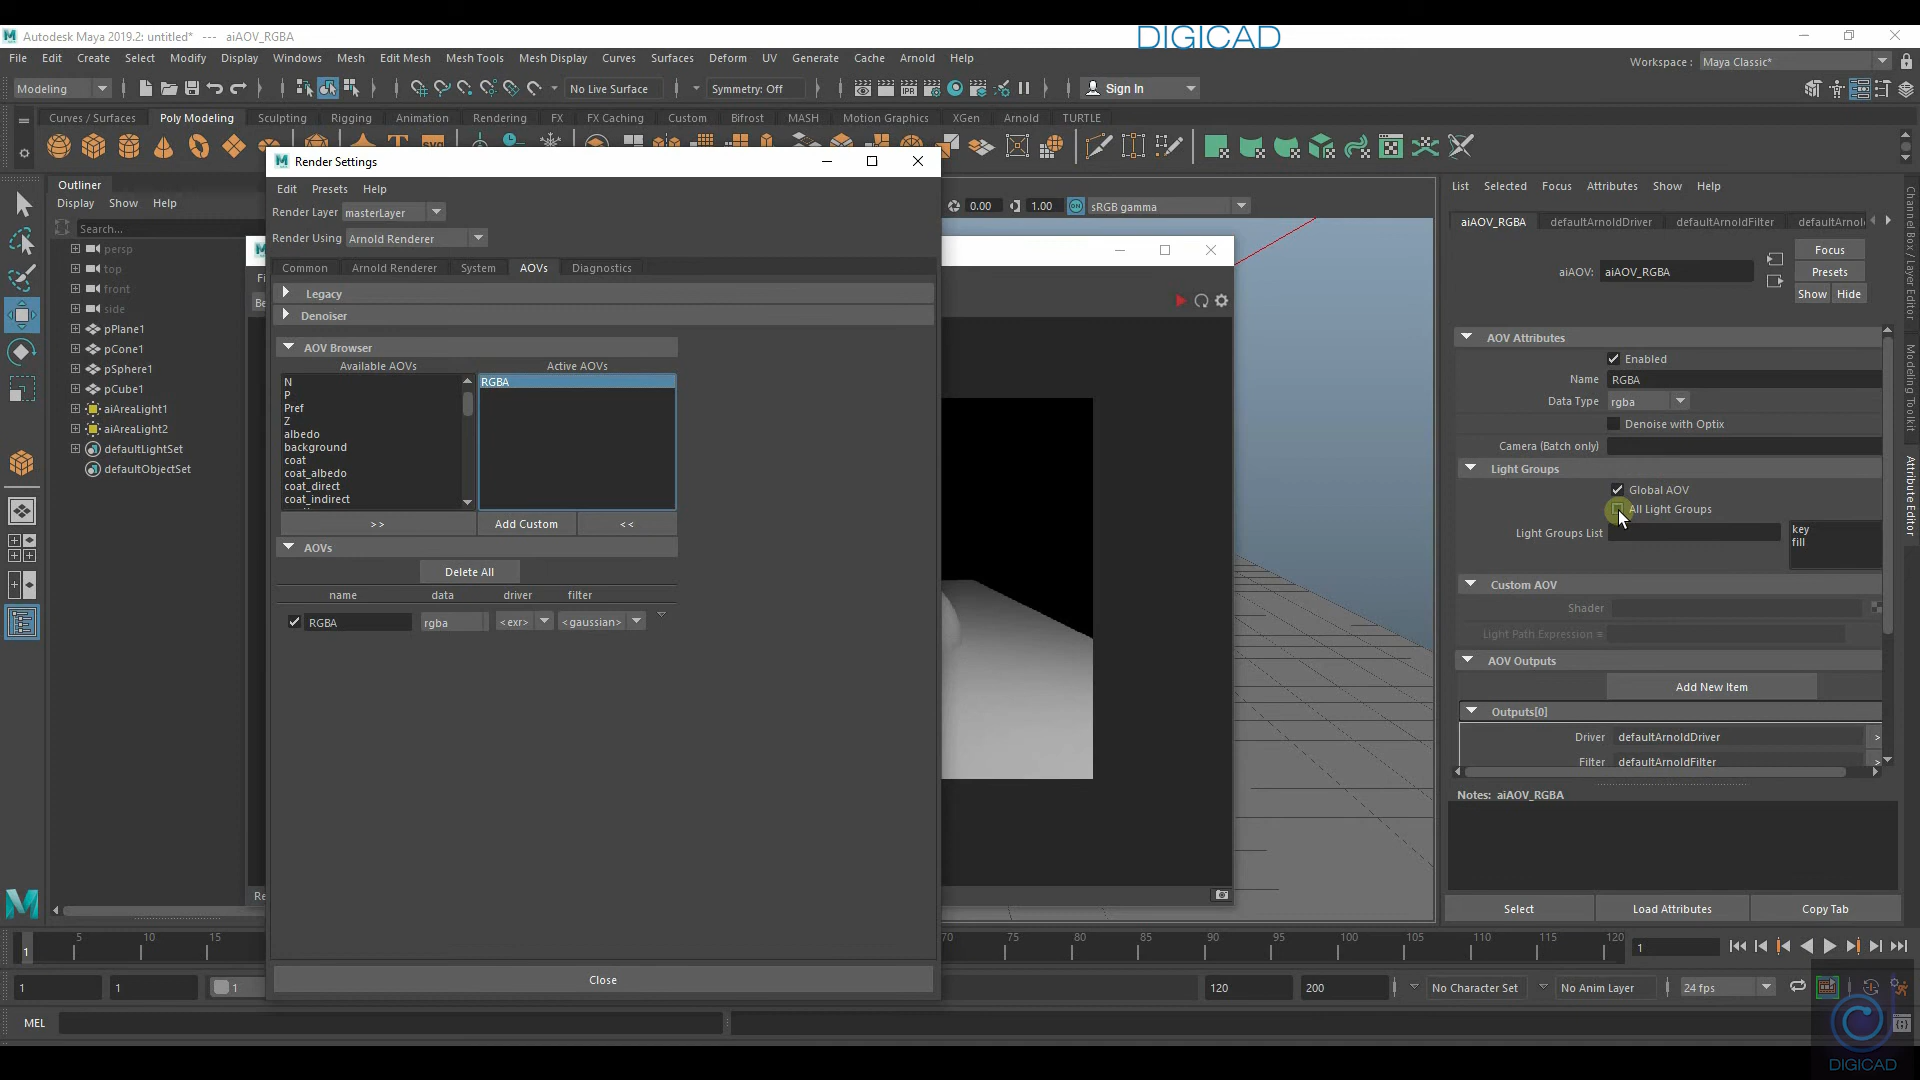 DIGICAD
Autodesk Maya 2019.2: untitled* --- aiAOV_RGBA
File Edit Create Select Modify Display Windows Mesh Edit Mesh Mesh Tools Mesh Display Curves Surfaces Deform UV Generate Cache Arnold Help
Workspace : Maya Classic*
Modeling No Live Surface Symmetry: Off Sign In
Curves / Surfaces Poly Modeling Sculpting Rigging Animation Rendering FX FX Caching Custom Bifrost MASH Motion Graphics XGen Arnold TURTLE
Outliner
Display Show Help
Search...
persp
top
front
side
pPlane1
pCone1
pSphere1
pCube1
aiAreaLight1
aiAreaLight2
defaultLightSet
defaultObjectSet
Render Settings
Edit Presets Help
Render Layer masterLayer
Render Using Arnold Renderer
Common Arnold Renderer System AOVs Diagnostics
Legacy
Denoiser
AOV Browser
Available AOVs Active AOVs
N
P
Pref
Z
albedo
background
coat
coat_albedo
coat_direct
coat_indirect
RGBA
>> Add Custom <<
AOVs
Delete All
name data driver filter
RGBA rgba <exr> <gaussian>
Close
0.00 1.00 ON sRGB gamma
List Selected Focus Attributes Show Help
aiAOV_RGBA defaultArnoldDriver defaultArnoldFilter defaultArnol
aiAOV: aiAOV_RGBA
Focus
Presets
Show Hide
AOV Attributes
Enabled
Name RGBA
Data Type rgba
Denoise with Optix
Camera (Batch only)
Light Groups
Global AOV
All Light Groups
Light Groups List
key
fill
Custom AOV
Shader
Light Path Expression =
AOV Outputs
Add New Item
Outputs[0]
Driver defaultArnoldDriver >
Filter defaultArnoldFilter >
Notes: aiAOV_RGBA
Select Load Attributes Copy Tab
Channel Box / Layer Editor
Modeling Toolkit
Attribute Editor
1 5 10 15 70 75 80 85 90 95 100 105 110 115 120 1
1 1 1 120 200 No Character Set No Anim Layer 24 fps
MEL
DIGICAD